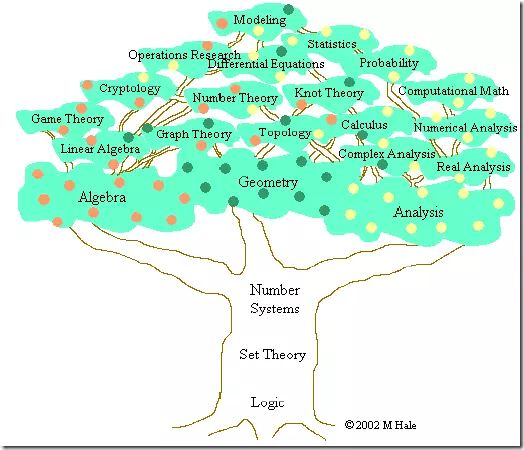 Modeling
Statistics
Operations Research
Differential Equations
Probability
Cryptology
Number Theory
Knot Theory
Computational Math
Game Theory
Graph Theory
Topology
Calculus
Numerical Analysis
Linear Algebra
Complex Analysis
Real Analysis
Algebra
Geometry
Analysis
Number
Systems
Set Theory
Logic
©2002 M Hale